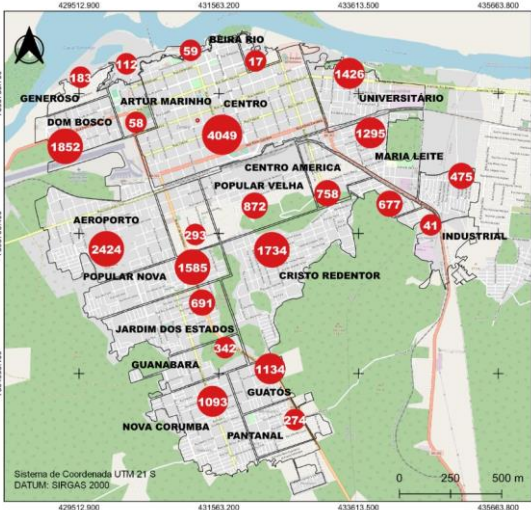 429512.900 431563.200 433613.500 435663.800
59 BEIRA RIO
112 17
183 1426
GENEROSO ARTUR MARINHO CENTRO UNIVERSITÁRIO
DOM BOSCO 58
1852 4049 1295
MARIA LEITE
CENTRO AMERICA
POPULAR VELHA 758 475
872 677
AEROPORTO
293 41
2424 1734 INDUSTRIAL
POPULAR NOVA 1585 CRISTO REDENTOR
691
JARDIM DOS ESTADOS
342
GUANABARA 1134
GUATÓS
1093
274
NOVA CORUMBA PANTANAL
Sistema de Coordenada UTM 21 S
DATUM: SIRGAS 2000
0 250 500 m
429512.900 431563.200 433613.500 435663.800